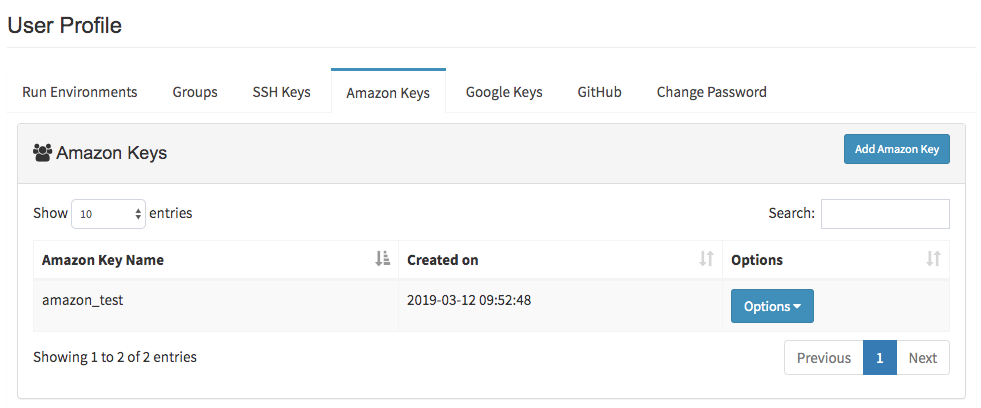 User Profile
Run Environments Groups SSH Keys Amazon Keys Google Keys GitHub Change Password
Amazon Keys Add Amazon Key
Show 10 entries Search:
Amazon Key Name Created on Options
amazon_test 2019-03-12 09:52:48 Options
Showing 1 to 2 of 2 entries Previous 1 Next